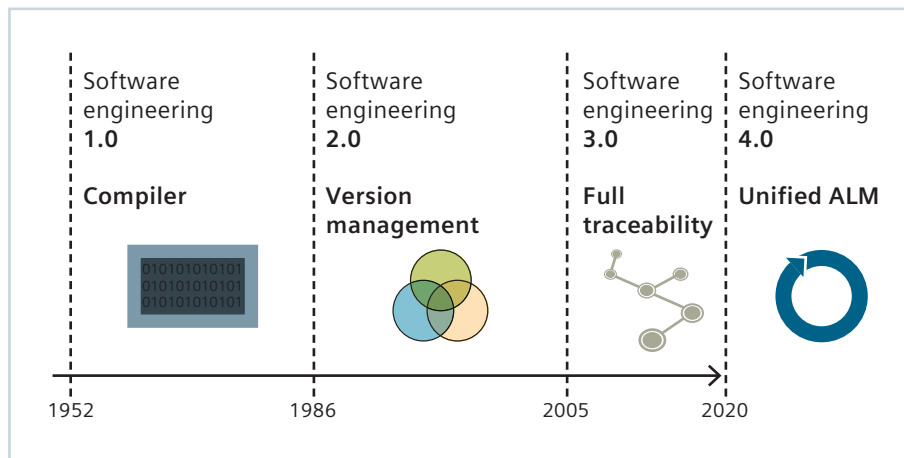 Software
engineering
1.0
Compiler
010101010101
010101010101
010101010101
Software
engineering
2.0
Version
management
Software
engineering
3.0
Full
traceability
Software
engineering
4.0
Unified ALM
1952
1986
2005
2020